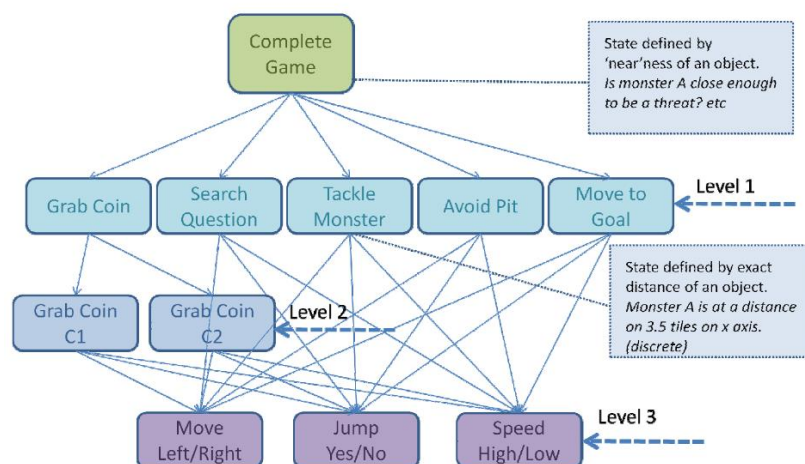 Complete
Game
State defined by
'near'ness of an object.
Is monster A close enough
to be a threat? etc
Grab Coin
Search
Question
Tackle
Monster
Avoid Pit
Move to
Goal
Level 1
State defined by exact
distance of an object.
Monster A is at a distance
on 3.5 tiles on x axis.
(discrete)
Grab Coin
C1
Grab Coin
C2
Level 2
Move
Left/Right
Jump
Yes/No
Speed
High/Low
Level 3